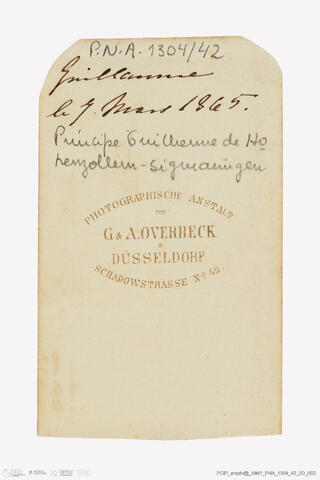 P.N.A. 1304/42
Guillaume
le 7. Mars 1865.
Príncipe Guilherme de Ho
henzollern-Sigmaringen
PHOTOGRAPHISCHE ANSTALT
VON
G & A. OVERBECK
DÜSSELDORF
SCHADOWSTRASSE No 42.